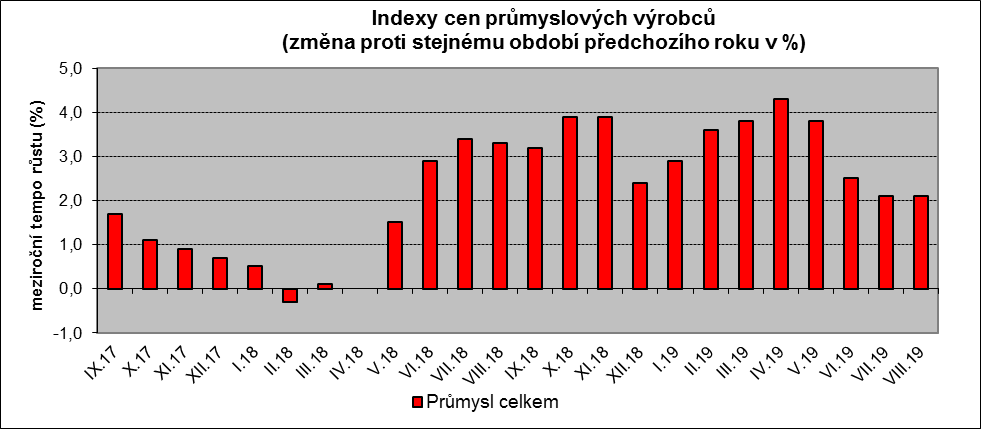 Indexy cen průmyslových výrobců
(změna proti stejnému období předchozího roku v %)
meziroční tempo růstu (%)
5,0
4,0
3,0
2,0
1,0
0,0
-1,0
IX.17 X.17 XI.17 XII.17 I.18 II.18 III.18 IV.18 V.18 VI.18 VII.18 VIII.18 IX.18 X.18 XI.18 XII.18 I.19 II.19 III.19 IV.19 V.19 VI.19 VII.19 VIII.19
Průmysl celkem